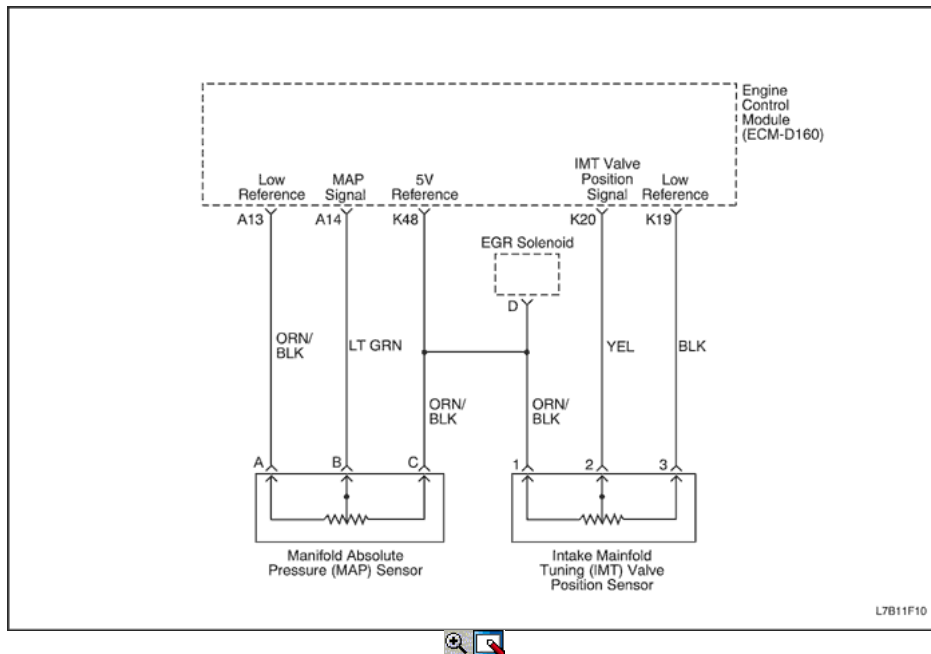 Engine
Control
Module
(ECM-D160)
Low
Reference
MAP
Signal
5V
Reference
IMT Valve
Position
Signal
Low
Reference
A13
A14
K48
K20
K19
EGR Solenoid
D
ORN/
BLK
LT GRN
YEL
BLK
ORN/
BLK
ORN/
BLK
A
B
C
1
2
3
Manifold Absolute
Pressure (MAP) Sensor
Intake Mainfold
Tuning (IMT) Valve
Position Sensor
L7B11F10